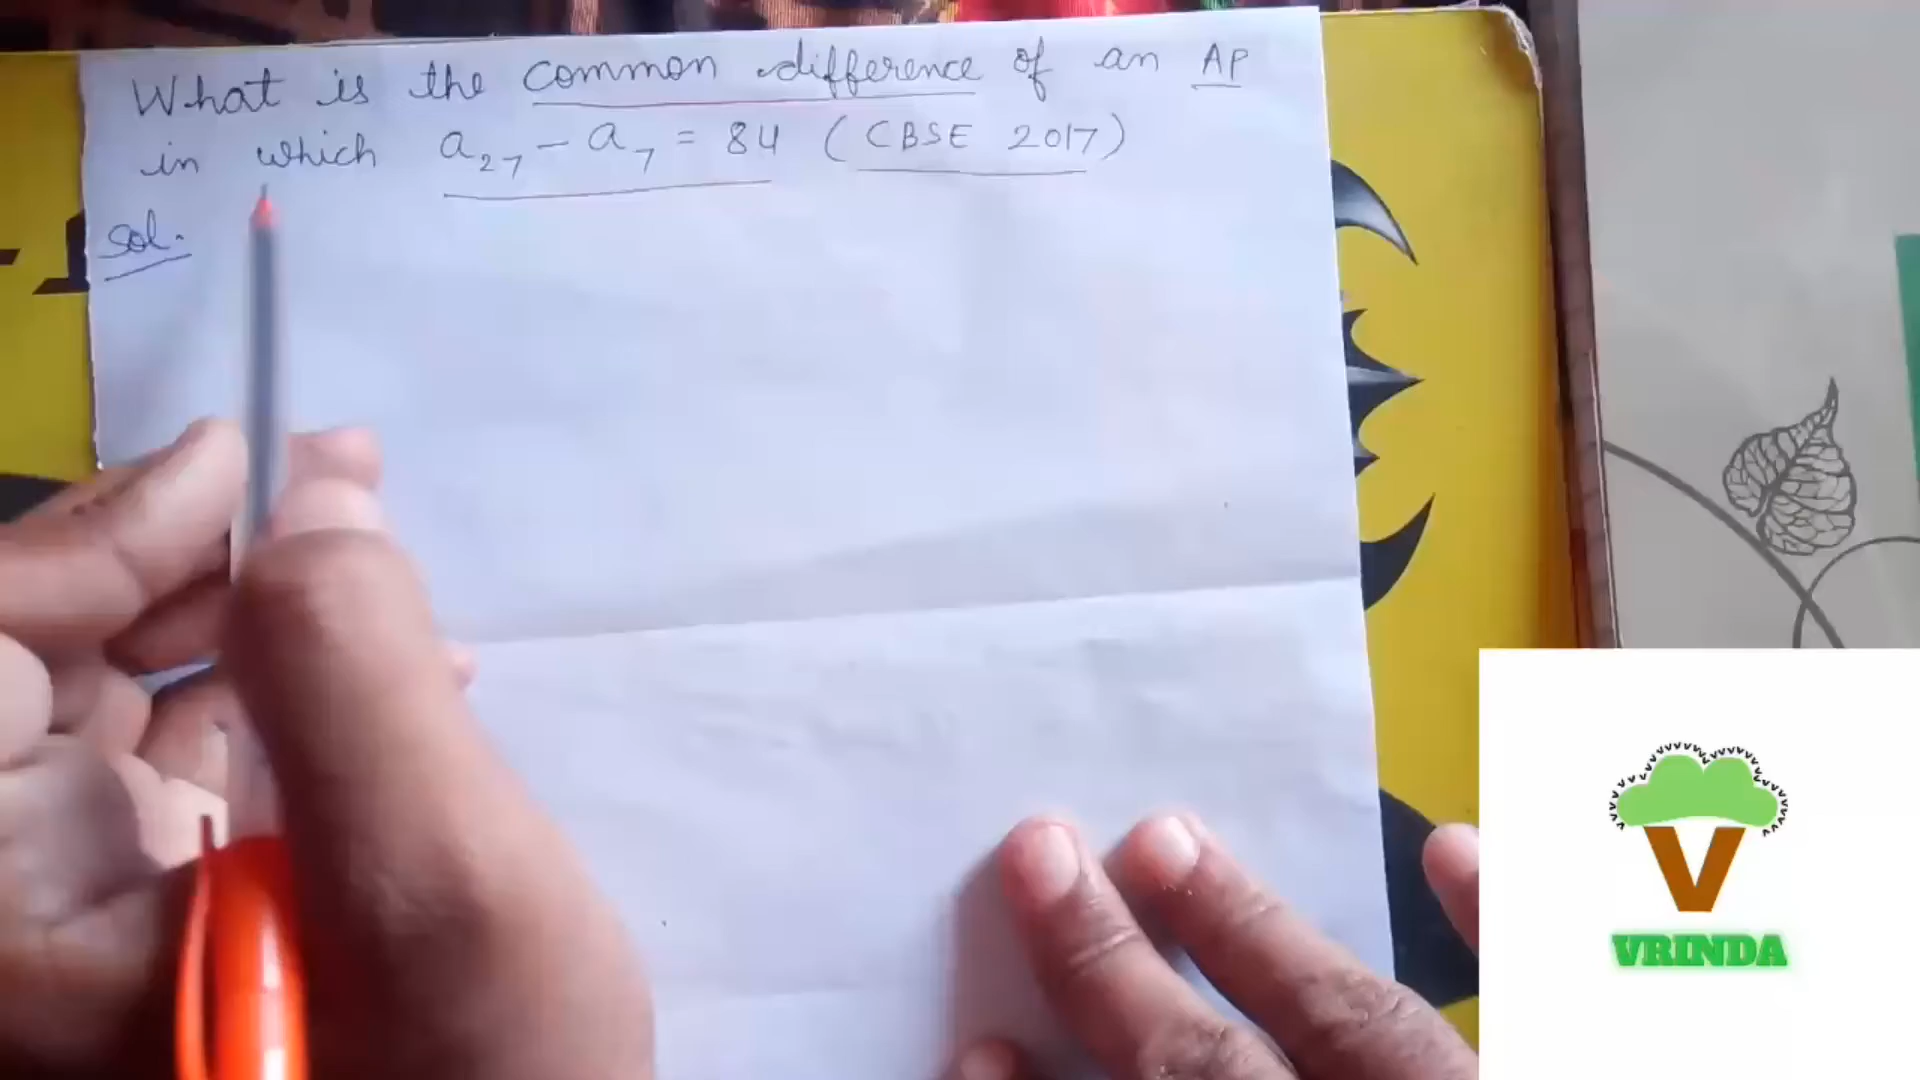 What is the common difference of an AP
in which a₂₇ - a₇ = 84 (CBSE 2017)
Sol.
V
VRINDA